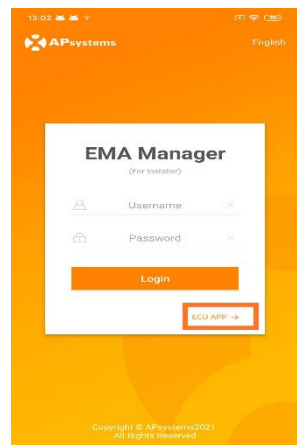 13:02
APsystems
English
EMA Manager
(For Installer)
Username
Password
Login
ECU APP →
Copyright © APsystems2021
All Rights Reserved